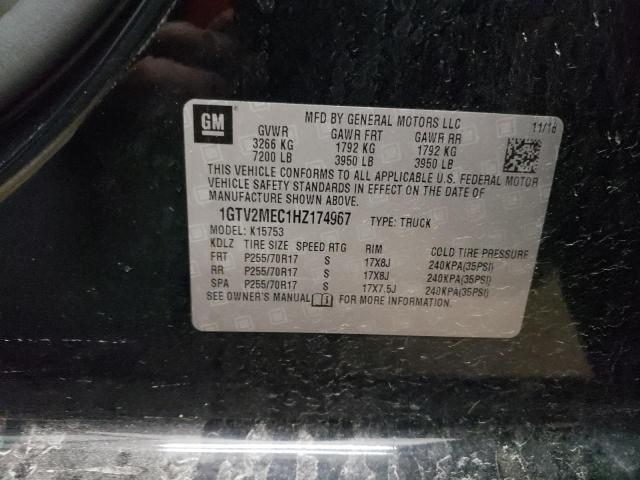 GM
MFD BY GENERAL MOTORS LLC 11/16
GVWR GAWR FRT GAWR RR
3266 KG 1792 KG 1792 KG
7200 LB 3950 LB 3950 LB
THIS VEHICLE CONFORMS TO ALL APPLICABLE U.S. FEDERAL MOTOR
VEHICLE SAFETY STANDARDS IN EFFECT ON THE DATE OF
MANUFACTURE SHOWN ABOVE.
1GTV2MEC1HZ174967 TYPE: TRUCK
MODEL: K15753
KDLZ TIRE SIZE SPEED RTG RIM COLD TIRE PRESSURE
FRT P255/70R17 S 17X8J 240KPA(35PSI)
RR P255/70R17 S 17X8J 240KPA(35PSI)
SPA P255/70R17 S 17X7.5J 240KPA(35PSI)
SEE OWNER'S MANUAL FOR MORE INFORMATION.